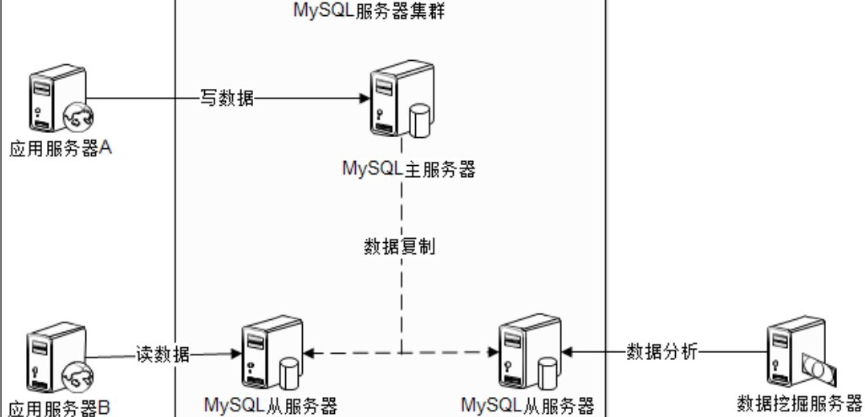 MySQL服务器集群
写数据
应用服务器A
MySQL主服务器
数据复制
读数据
数据分析
应用服务器B
MySQL从服务器
MySQL从服务器
数据挖掘服务器